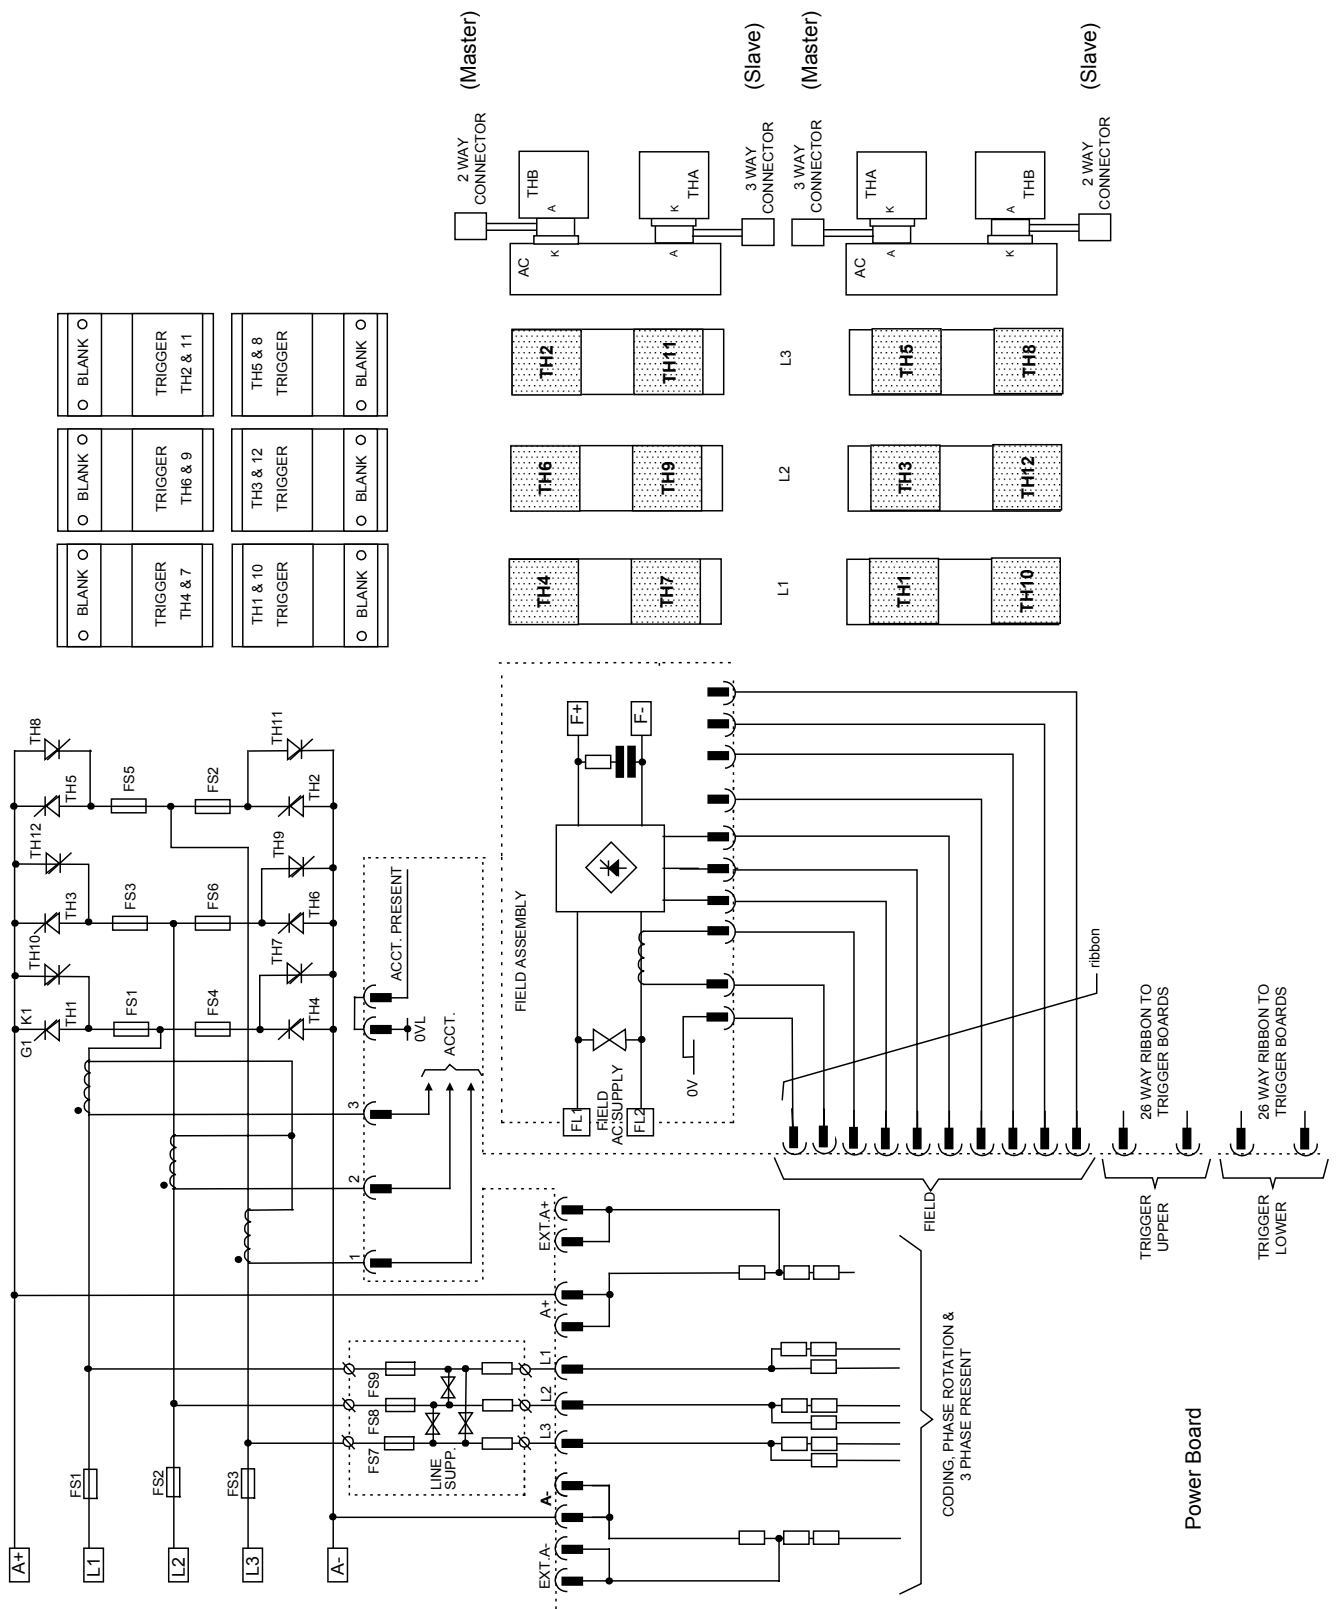 (Master)
(Slave)
(Master)
(Slave)
2 WAY
CONNECTOR
3 WAY
CONNECTOR
3 WAY
CONNECTOR
2 WAY
CONNECTOR
THB
A
K
AC
K
THA
A
THA
K
A
AC
A
THB
K
BLANK
TRIGGER
TH2 & 11
TH5 & 8
TRIGGER
BLANK
BLANK
TRIGGER
TH6 & 9
TH3 & 12
TRIGGER
BLANK
BLANK
TRIGGER
TH4 & 7
TH1 & 10
TRIGGER
BLANK
TH2
TH11
L3
TH5
TH8
TH6
TH9
L2
TH3
TH12
TH4
TH7
L1
TH1
TH10
TH8
TH5
FS5
FS2
TH2
TH11
TH12
TH3
FS3
FS6
TH6
TH9
TH10
G1
K1
TH1
FS1
FS4
TH4
TH7
ACCT. PRESENT
0VL
ACCT.
3
2
1
FIELD ASSEMBLY
F+
F-
FL1
FIELD
AC SUPPLY
FL2
0V
ribbon
FIELD
26 WAY RIBBON TO
TRIGGER BOARDS
26 WAY RIBBON TO
TRIGGER BOARDS
TRIGGER
UPPER
TRIGGER
LOWER
EXT.A+
A+
L1
L2
L3
A-
EXT.A-
FS9
FS8
FS7
LINE
SUPP.
FS1
FS2
FS3
A+
L1
L2
L3
A-
CODING, PHASE ROTATION &
3 PHASE PRESENT
Power Board